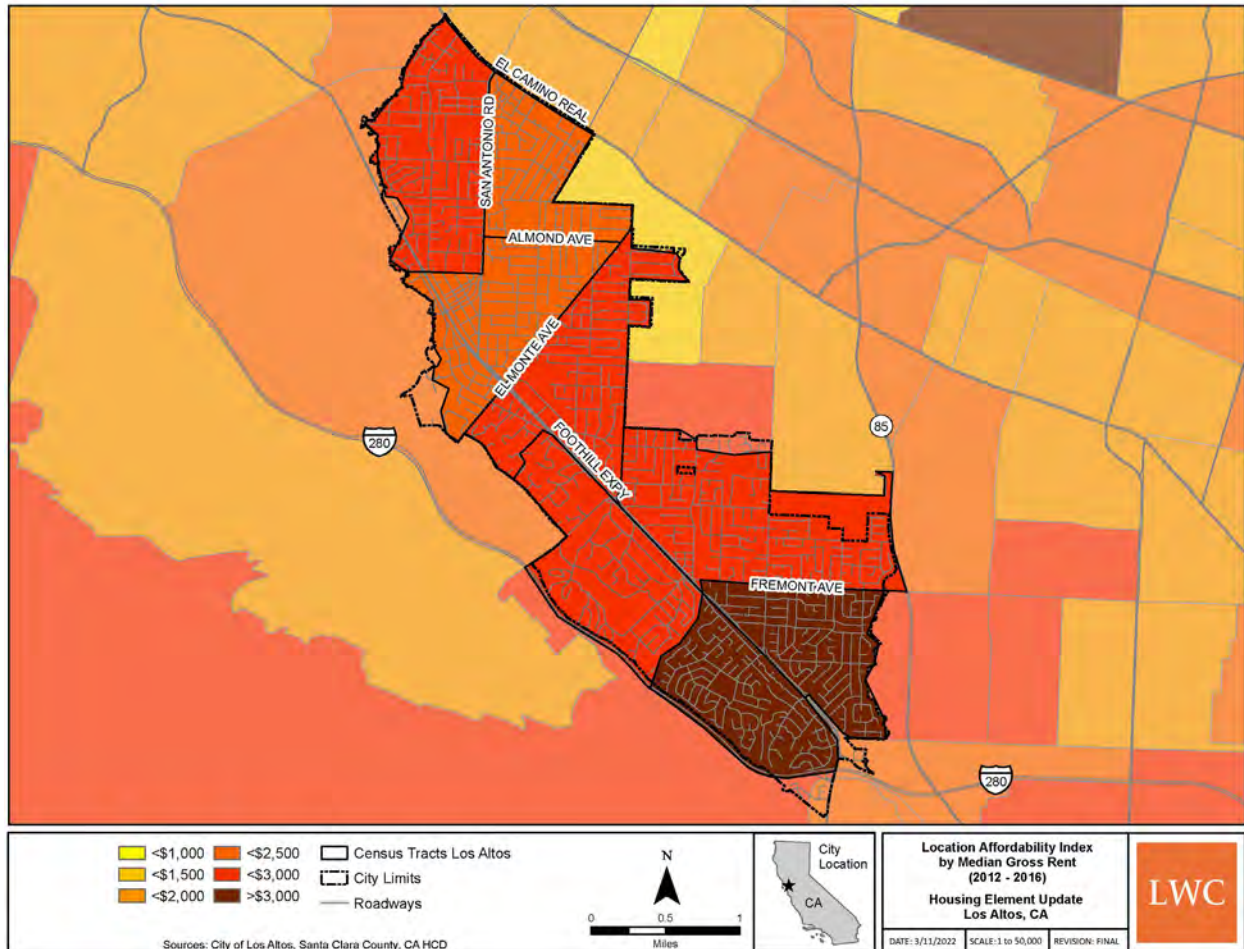 EL CAMINO REAL
SAN ANTONIO RD
ALMOND AVE
EL MONTE AVE
280
FOOTHILL EXPY
85
FREMONT AVE
280
<$1,000
<$1,500
<$2,000
<$2,500
<$3,000
>$3,000
Census Tracts Los Altos
City Limits
Roadways
N
0 0.5 1
Miles
City
Location
CA
Sources: City of Los Altos, Santa Clara County, CA HCD
Location Affordability Index
by Median Gross Rent
(2012 - 2016)
Housing Element Update
Los Altos, CA
DATE: 3/11/2022
SCALE:1 to 50,000
REVISION: FINAL
LWC